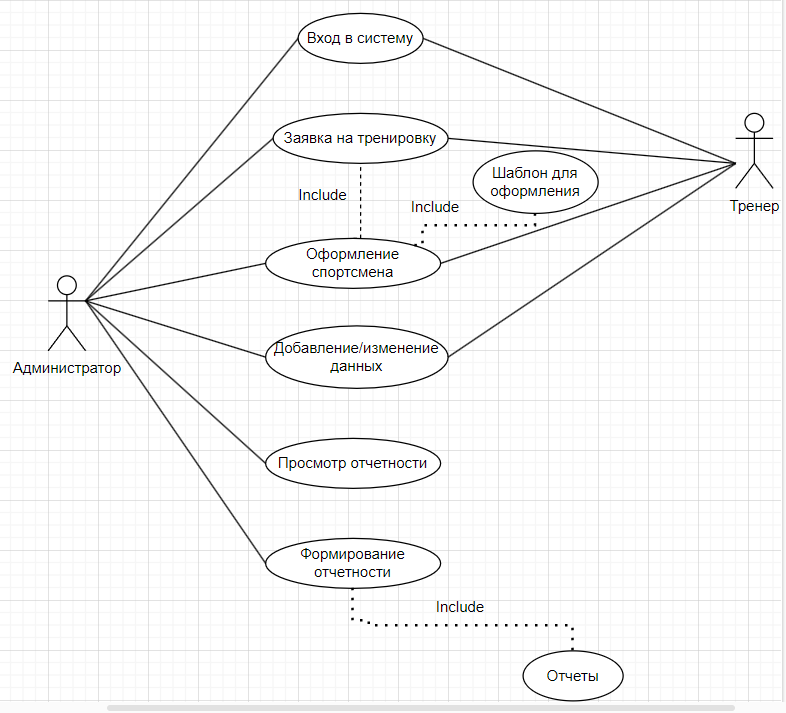 Вход в систему
Заявка на тренировку
Шаблон для
оформления
Include
Include
Тренер
Оформление
спортсмена
Администратор
Добавление/изменение
данных
Просмотр отчетности
Формирование
отчетности
Include
Отчеты